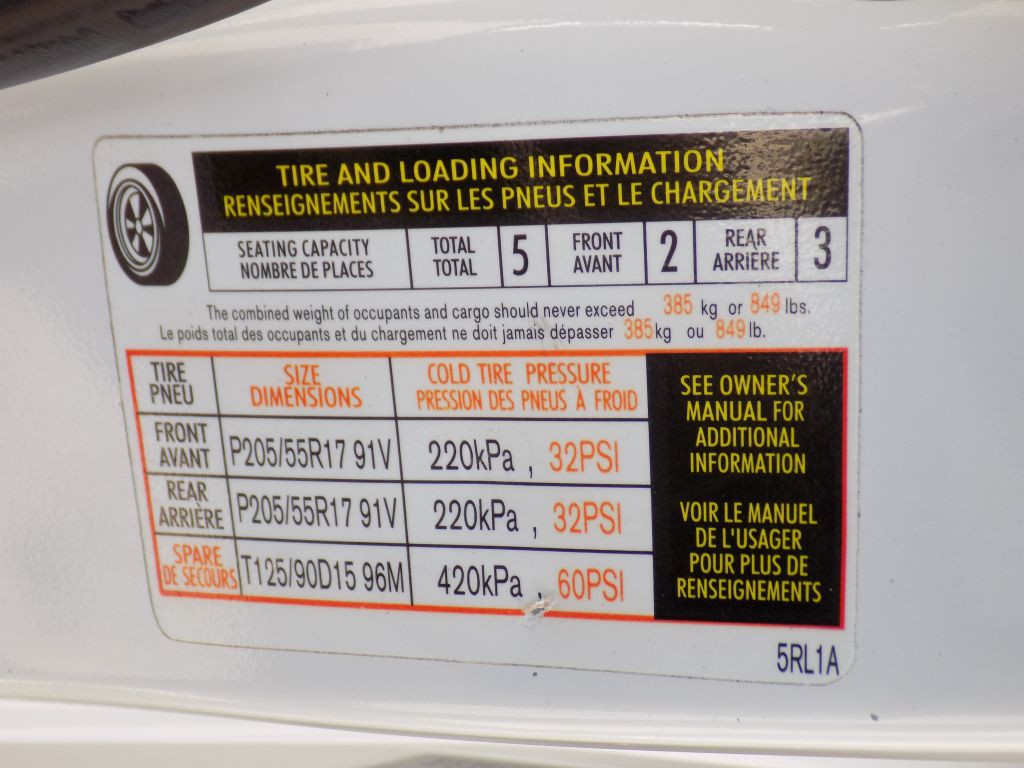 TIRE AND LOADING INFORMATION
RENSEIGNEMENTS SUR LES PNEUS ET LE CHARGEMENT
SEATING CAPACITY TOTAL 5 FRONT 2 REAR 3
NOMBRE DE PLACES TOTAL AVANT ARRIÈRE
The combined weight of occupants and cargo should never exceed 385 kg or 849 lbs.
Le poids total des occupants et du chargement ne doit jamais dépasser 385kg ou 849lb.
TIRE SIZE COLD TIRE PRESSURE
PNEU DIMENSIONS PRESSION DES PNEUS À FROID
FRONT
AVANT P205/55R17 91V 220kPa , 32PSI
REAR
ARRIÈRE P205/55R17 91V 220kPa , 32PSI
SPARE
DE SECOURS T125/90D15 96M 420kPa , 60PSI
SEE OWNER'S
MANUAL FOR
ADDITIONAL
INFORMATION
VOIR LE MANUEL
DE L'USAGER
POUR PLUS DE
RENSEIGNEMENTS
5RL1A